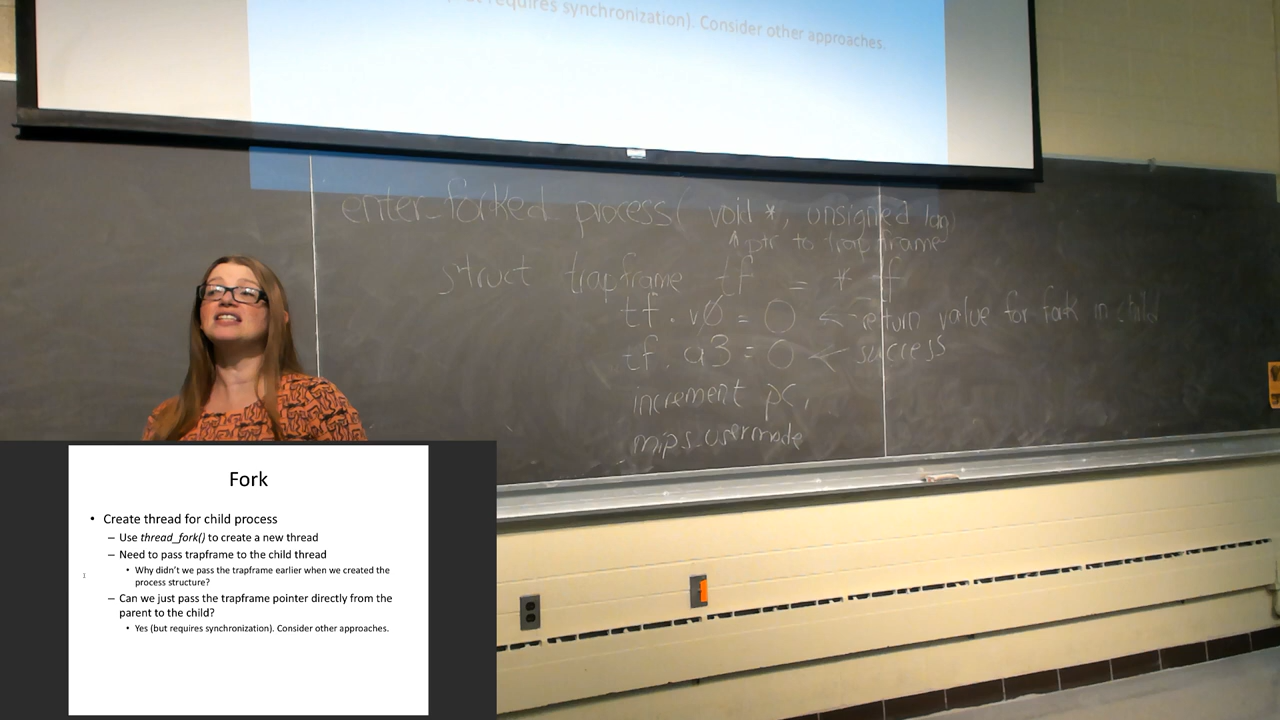 requires synchronization). Consider other approaches.
enter_forked_process( void *, unsigned long)
↑ ptr to trapframe
struct trapframe tf = * f
tf.v0 = 0 ← return value for fork in child
tf.a3 = 0 ← success
increment pc,
mips_usermode
Fork
• Create thread for child process
– Use thread_fork() to create a new thread
– Need to pass trapframe to the child thread
• Why didn't we pass the trapframe earlier when we created the
process structure?
– Can we just pass the trapframe pointer directly from the
parent to the child?
• Yes (but requires synchronization). Consider other approaches.
1